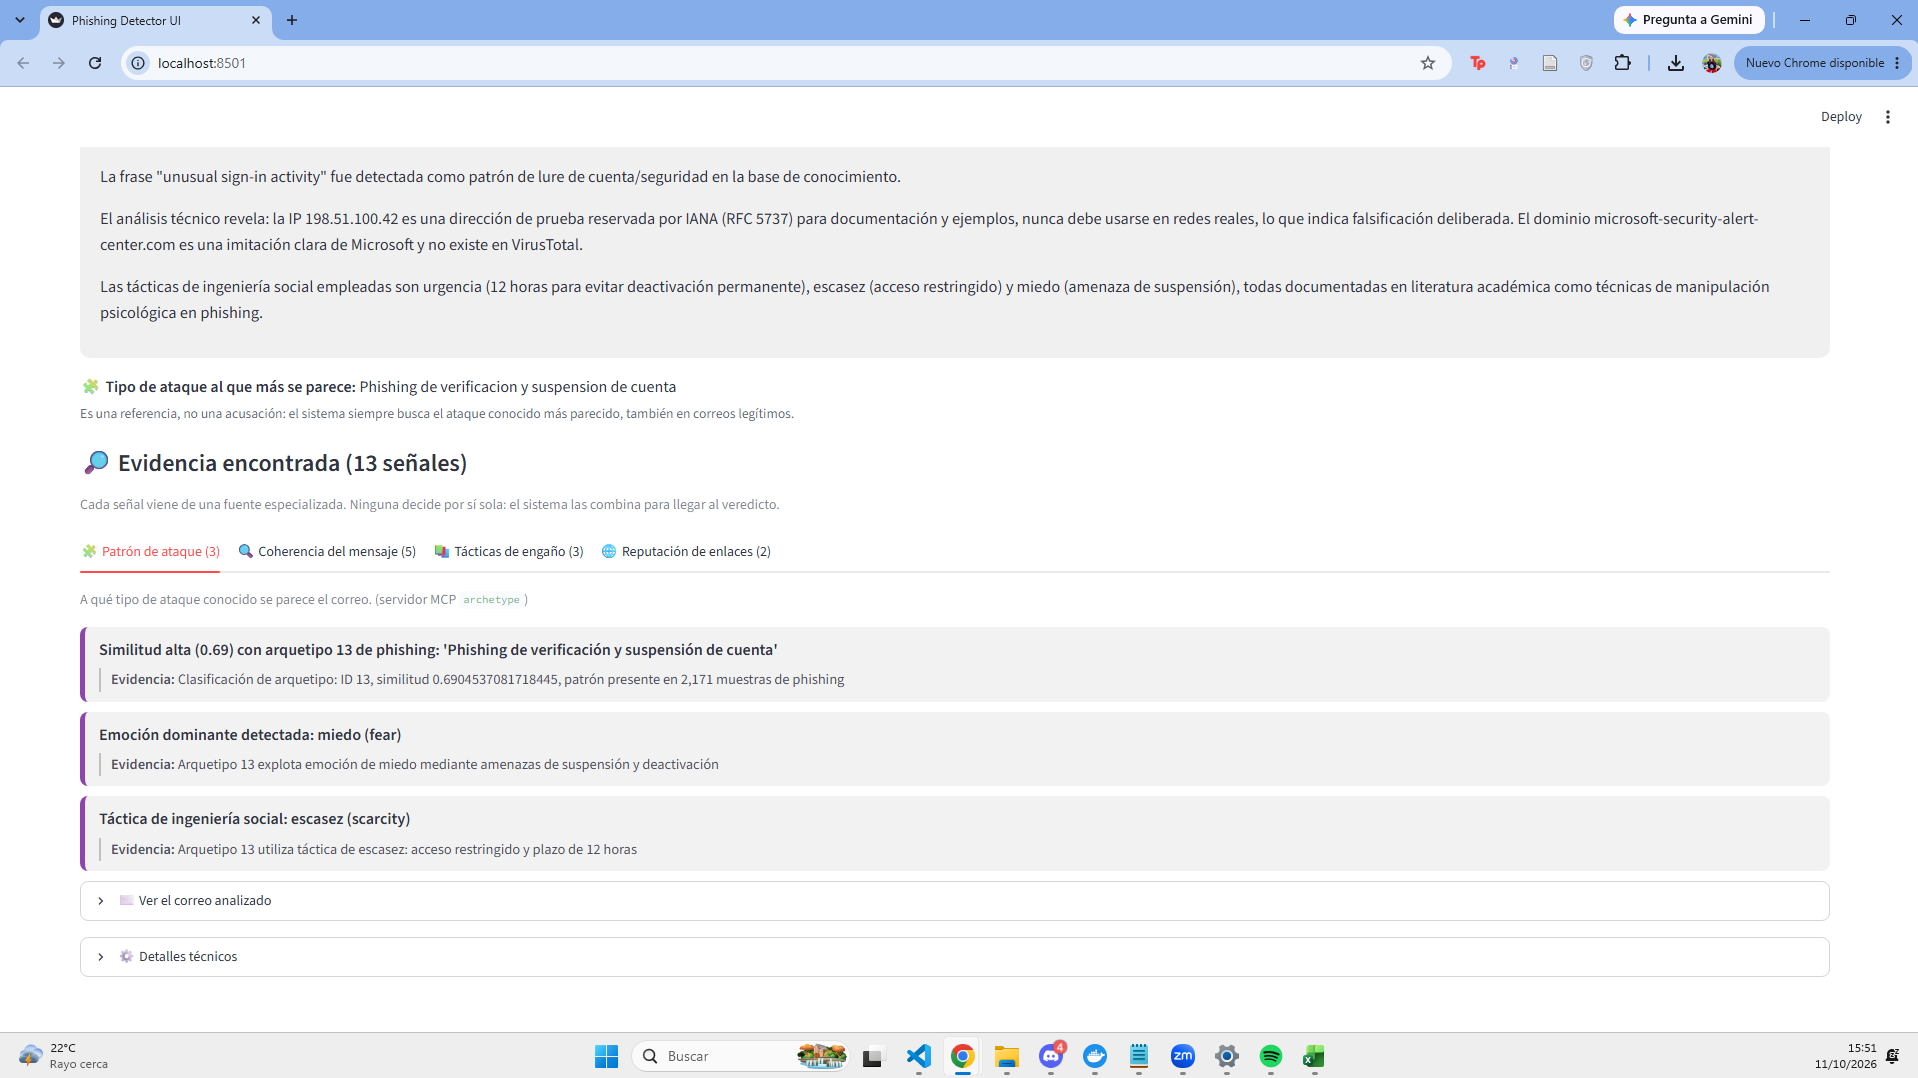 Phishing Detector UI
Pregunta a Gemini
localhost:8501
Nuevo Chrome disponible
Deploy
La frase "unusual sign-in activity" fue detectada como patrón de lure de cuenta/seguridad en la base de conocimiento.
El análisis técnico revela: la IP 198.51.100.42 es una dirección de prueba reservada por IANA (RFC 5737) para documentación y ejemplos, nunca debe usarse en redes reales, lo que indica falsificación deliberada. El dominio microsoft-security-alert-
center.com es una imitación clara de Microsoft y no existe en VirusTotal.
Las tácticas de ingeniería social empleadas son urgencia (12 horas para evitar deactivación permanente), escasez (acceso restringido) y miedo (amenaza de suspensión), todas documentadas en literatura académica como técnicas de manipulación
psicológica en phishing.
Tipo de ataque al que más se parece: Phishing de verificacion y suspension de cuenta
Es una referencia, no una acusación: el sistema siempre busca el ataque conocido más parecido, también en correos legítimos.
Evidencia encontrada (13 señales)
Cada señal viene de una fuente especializada. Ninguna decide por sí sola: el sistema las combina para llegar al veredicto.
Patrón de ataque (3) Coherencia del mensaje (5) Tácticas de engaño (3) Reputación de enlaces (2)
A qué tipo de ataque conocido se parece el correo. (servidor MCP archetype )
Similitud alta (0.69) con arquetipo 13 de phishing: 'Phishing de verificación y suspensión de cuenta'
Evidencia: Clasificación de arquetipo: ID 13, similitud 0.6904537081718445, patrón presente en 2,171 muestras de phishing
Emoción dominante detectada: miedo (fear)
Evidencia: Arquetipo 13 explota emoción de miedo mediante amenazas de suspensión y deactivación
Táctica de ingeniería social: escasez (scarcity)
Evidencia: Arquetipo 13 utiliza táctica de escasez: acceso restringido y plazo de 12 horas
Ver el correo analizado
Detalles técnicos
22°C
Rayo cerca
Buscar
4
zm
15:51
11/10/2026